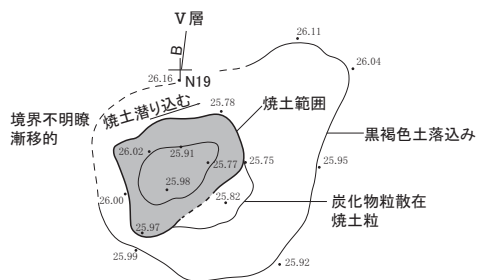 Ⅴ層
B
26.11
26.04
26.16
N19
焼土潜り込む
25.78
焼土範囲
境界不明瞭
漸移的
黒褐色土落込み
26.02
25.91
25.77
25.75
25.95
25.98
25.82
炭化物粒散在
焼土粒
26.00
25.97
25.99
25.92